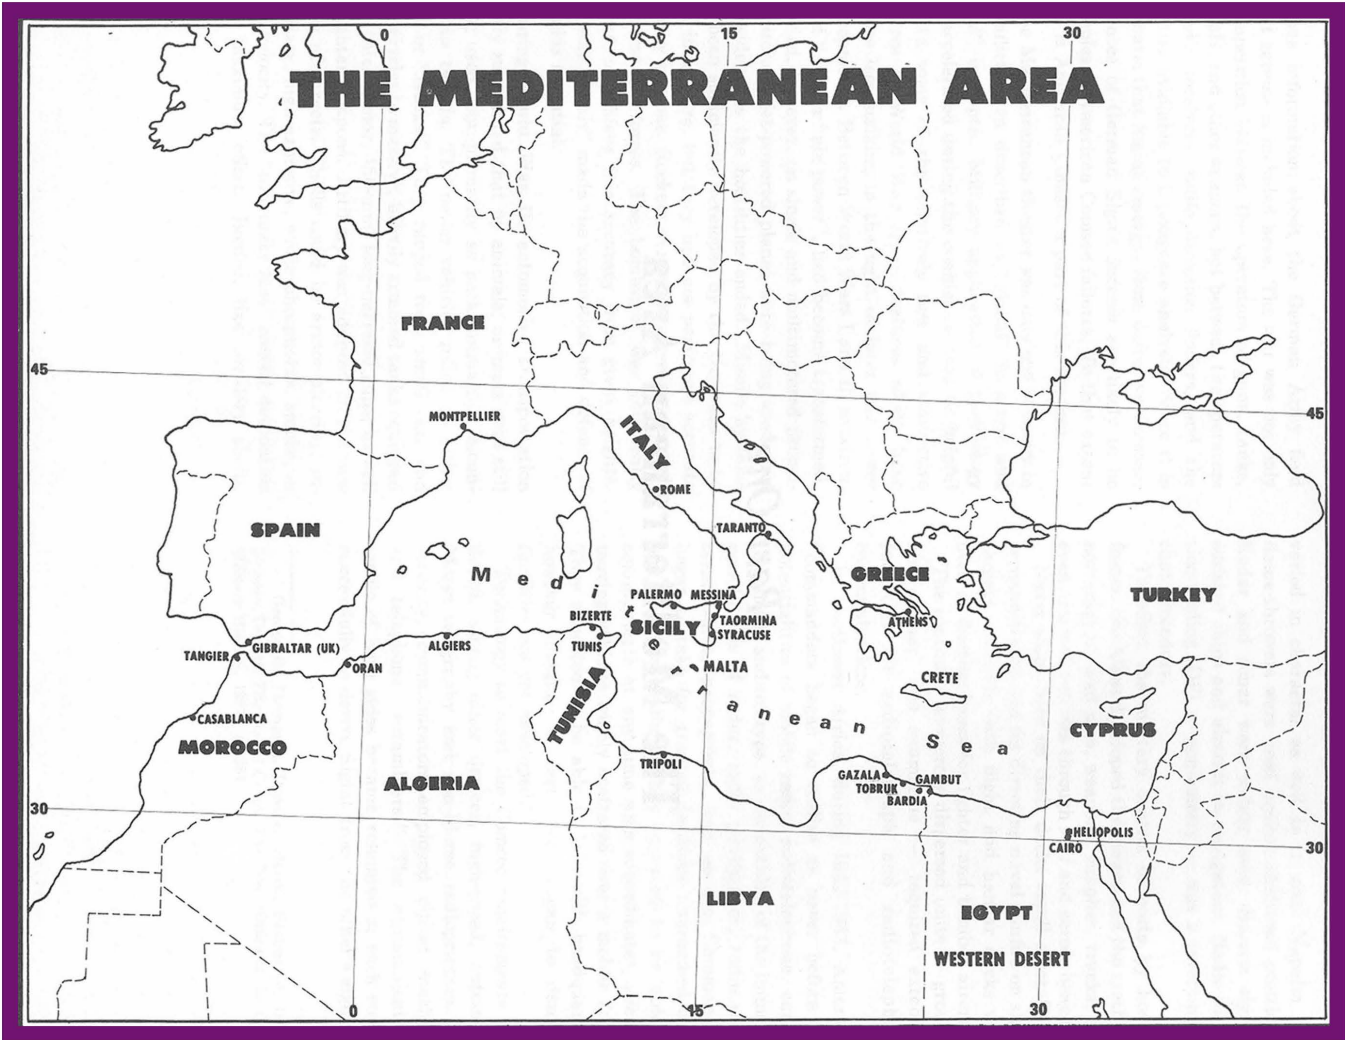 0
15
30
THE MEDITERRANEAN AREA
FRANCE
45
45
MONTPELLIER
ITALY
ROME
SPAIN
TARANTO
Mediterranean Sea
GREECE
TURKEY
PALERMO
MESSINA
BIZERTE
SICILY
TAORMINA
SYRACUSE
ATHENS
GIBRALTAR (UK)
ALGIERS
TUNIS
TANGIER
ORAN
MALTA
CRETE
TUNISIA
CASABLANCA
MOROCCO
CYPRUS
TRIPOLI
ALGERIA
GAZALA
GAMBUT
TOBRUK
BARDIA
30
HELIOPOLIS
CAIRO
30
LIBYA
EGYPT
WESTERN DESERT
0
15
30